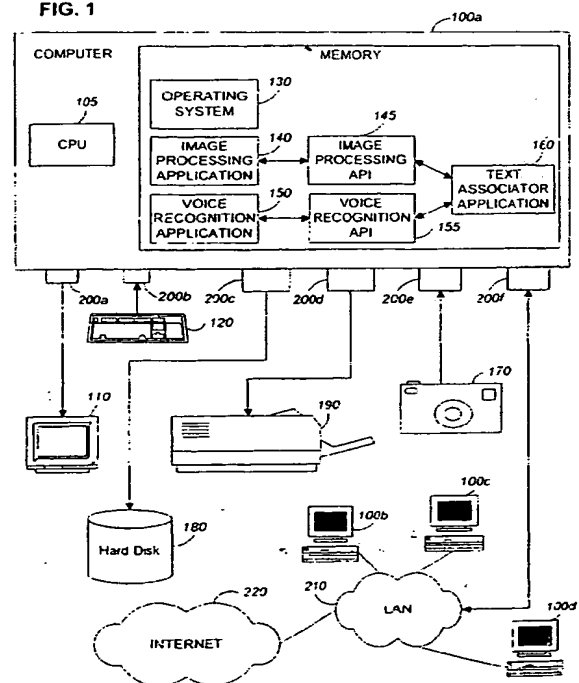 FIG. 1
100a
COMPUTER
MEMORY
105
CPU
130
OPERATING
SYSTEM
140
IMAGE
PROCESSING
APPLICATION
145
IMAGE
PROCESSING
API
160
TEXT
ASSOCIATOR
APPLICATION
150
VOICE
RECOGNITION
APPLICATION
VOICE
RECOGNITION
API
155
200a
200b
200c
200d
200e
200f
120
110
190
170
180
Hard Disk
100b
100c
220
210
LAN
INTERNET
100d